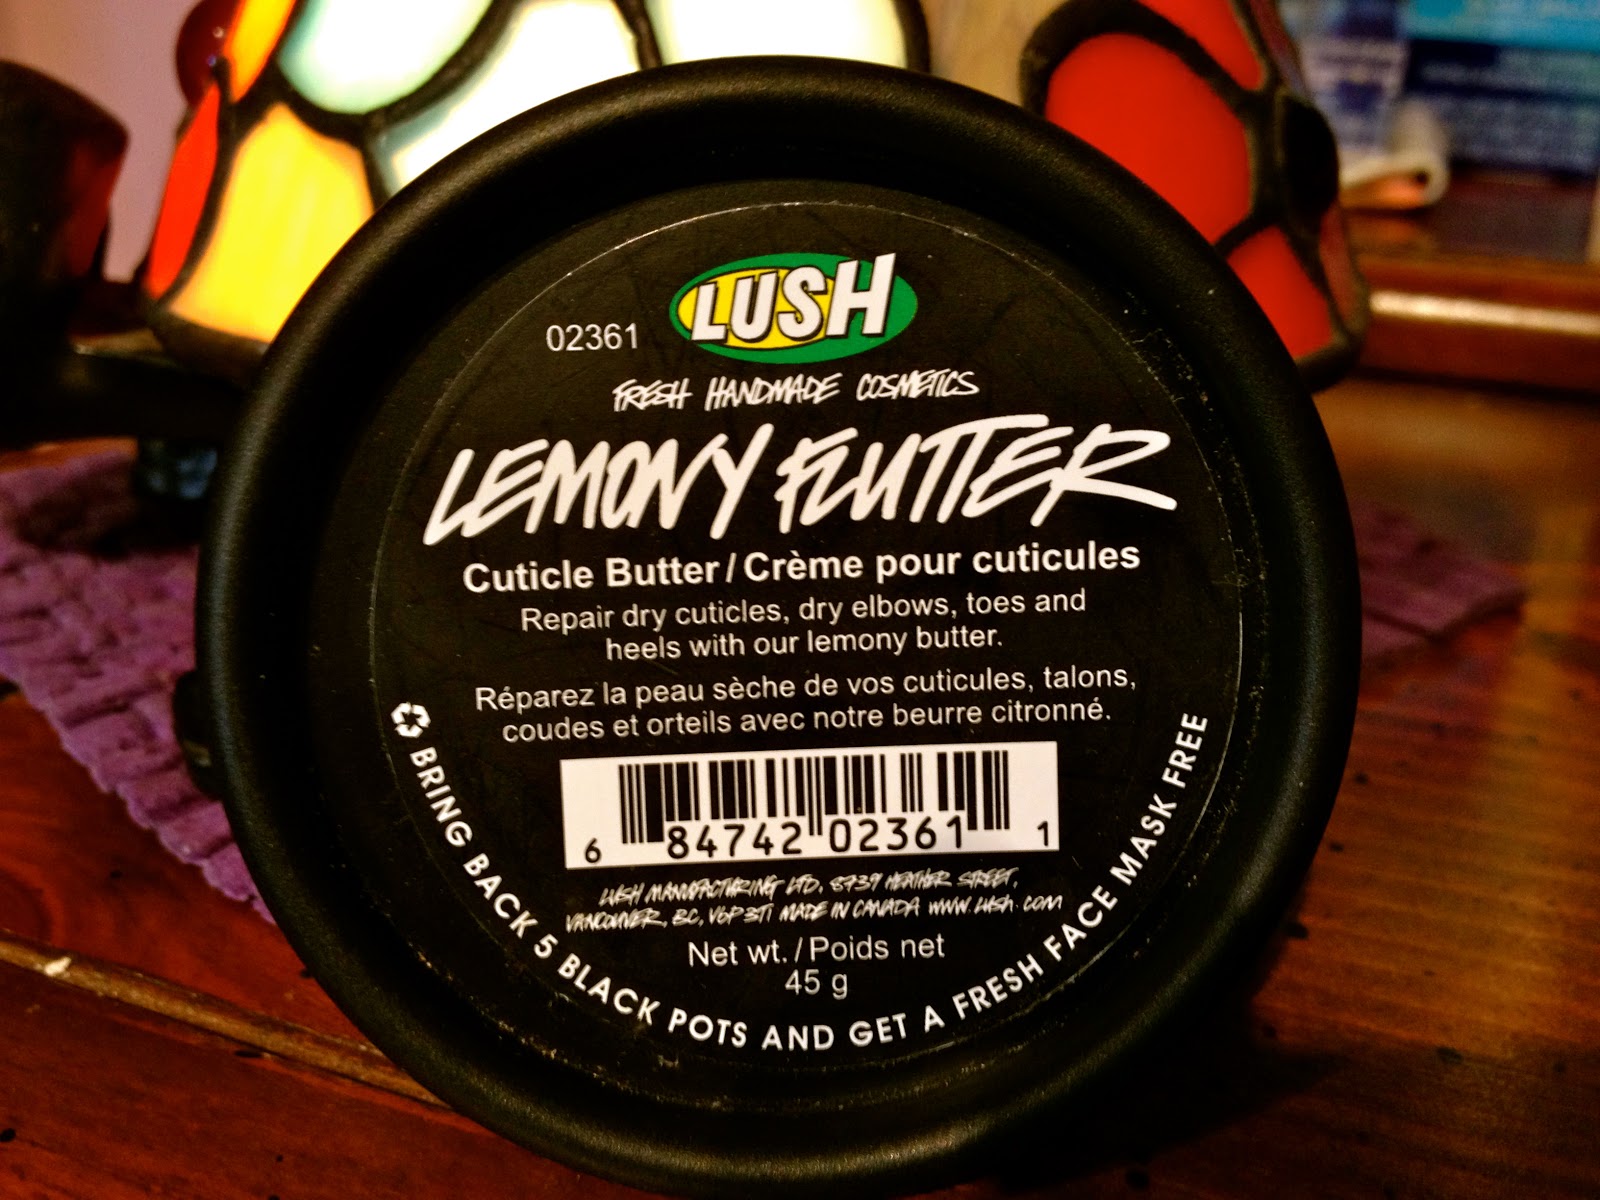 LUSH
02361
FRESH HANDMADE COSMETICS
LEMONY FLUTTER
Cuticle Butter / Crème pour cuticules
Repair dry cuticles, dry elbows, toes and
heels with our lemony butter.
Réparez la peau sèche de vos cuticules, talons,
coudes et orteils avec notre beurre citronné.
6 84742 02361 1
LUSH MANUFACTURING LTD. 8739 HEATHER STREET,
VANCOUVER, BC, V6P 3T1 MADE IN CANADA WWW.LUSH.COM
Net wt. / Poids net
45 g
BRING BACK 5 BLACK POTS AND GET A FRESH FACE MASK FREE